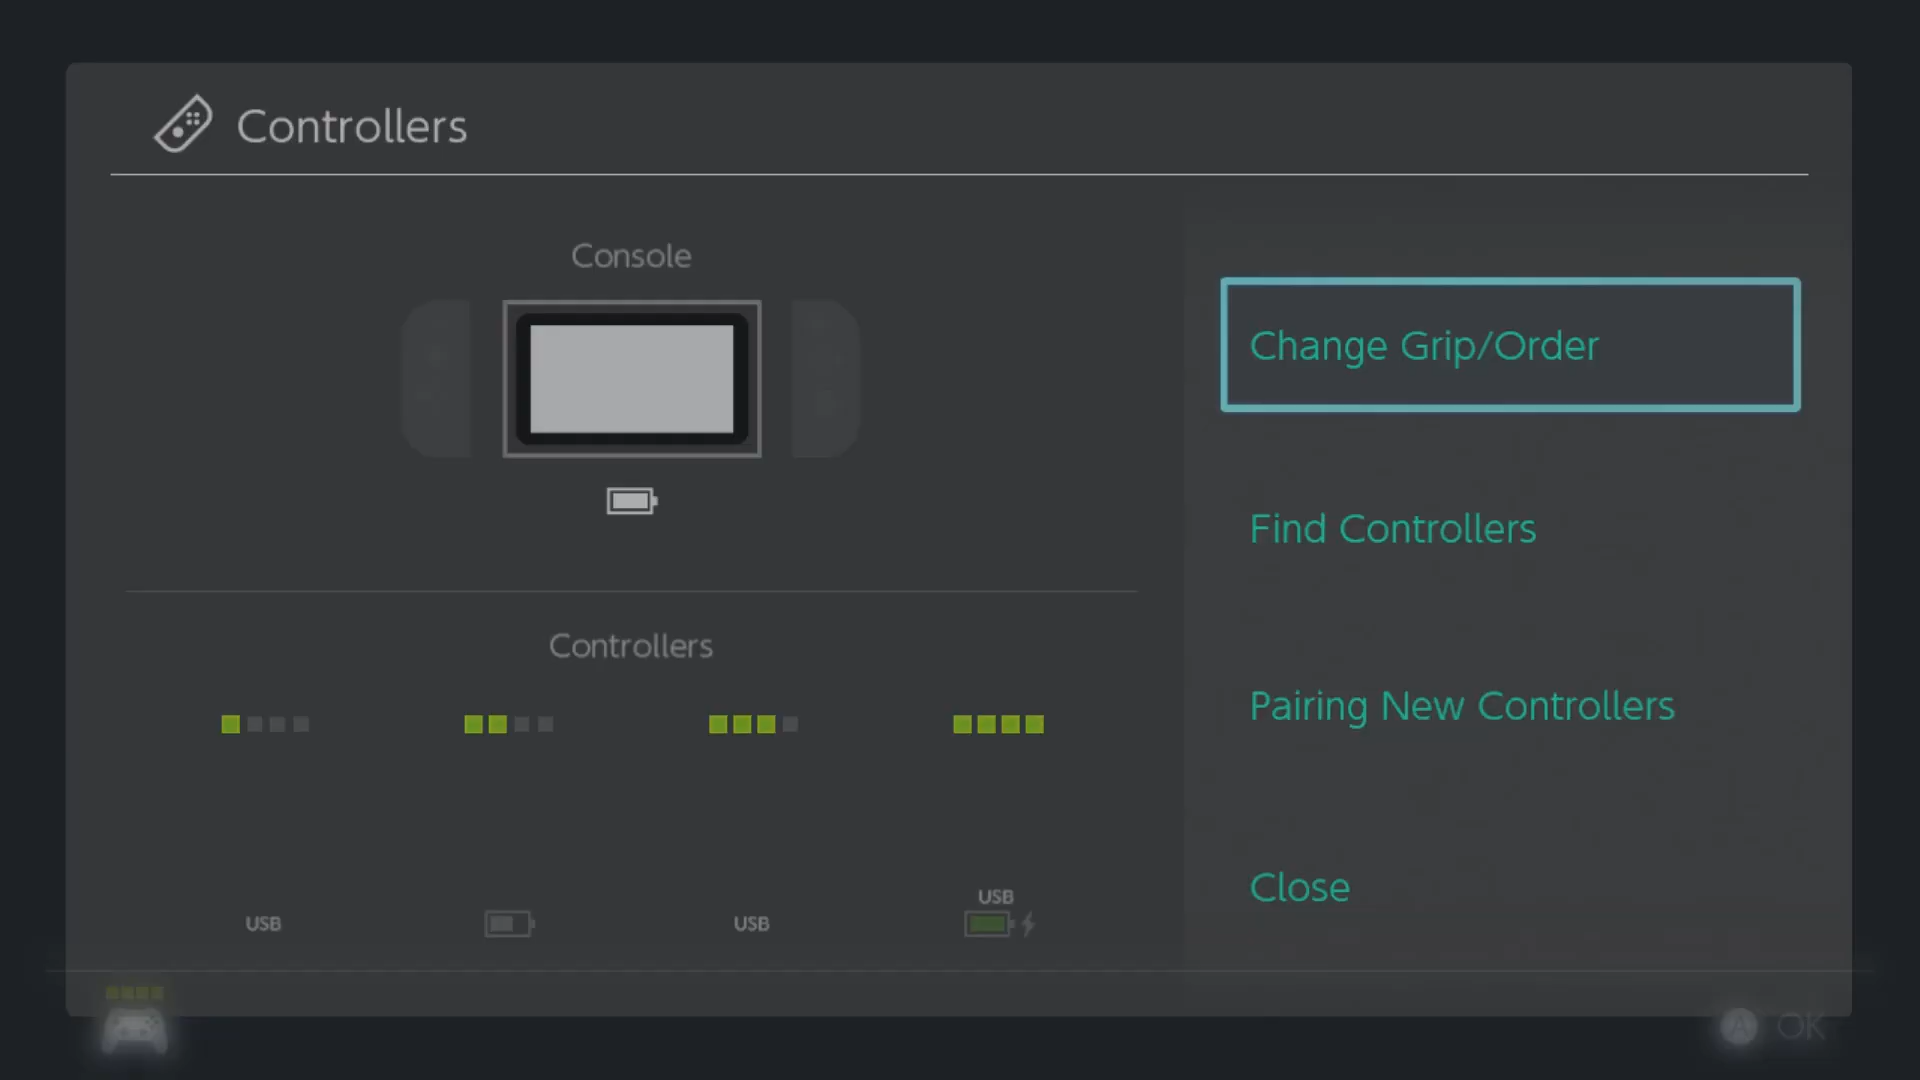 Controllers
Console
Change Grip/Order
Find Controllers
Controllers
Pairing New Controllers
Close
USB
USB
USB
A OK